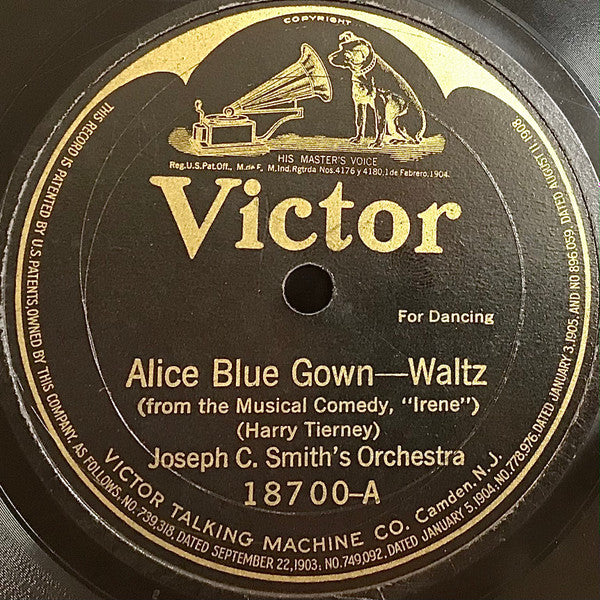 COPYRIGHT
HIS MASTER'S VOICE
Reg.U.S.Pat.Off., M.de F. M.Ind.Rgtrda Nos.4176 y 4180,1 de Febrero,1904.
Victor
For Dancing
Alice Blue Gown—Waltz
(from the Musical Comedy, "Irene")
(Harry Tierney)
Joseph C. Smith's Orchestra
18700-A
VICTOR TALKING MACHINE CO. Camden, N.J.
THIS RECORD IS PATENTED BY U.S. PATENTS, OWNED BY THIS COMPANY, AS FOLLOWS: NO. 739,318, DATED SEPTEMBER 22, 1903: NO. 749,092, DATED JANUARY 5, 1904: NO. 778,976, DATED JANUARY 3, 1905, AND NO 896,059, DATED AUGUST 11, 1908.